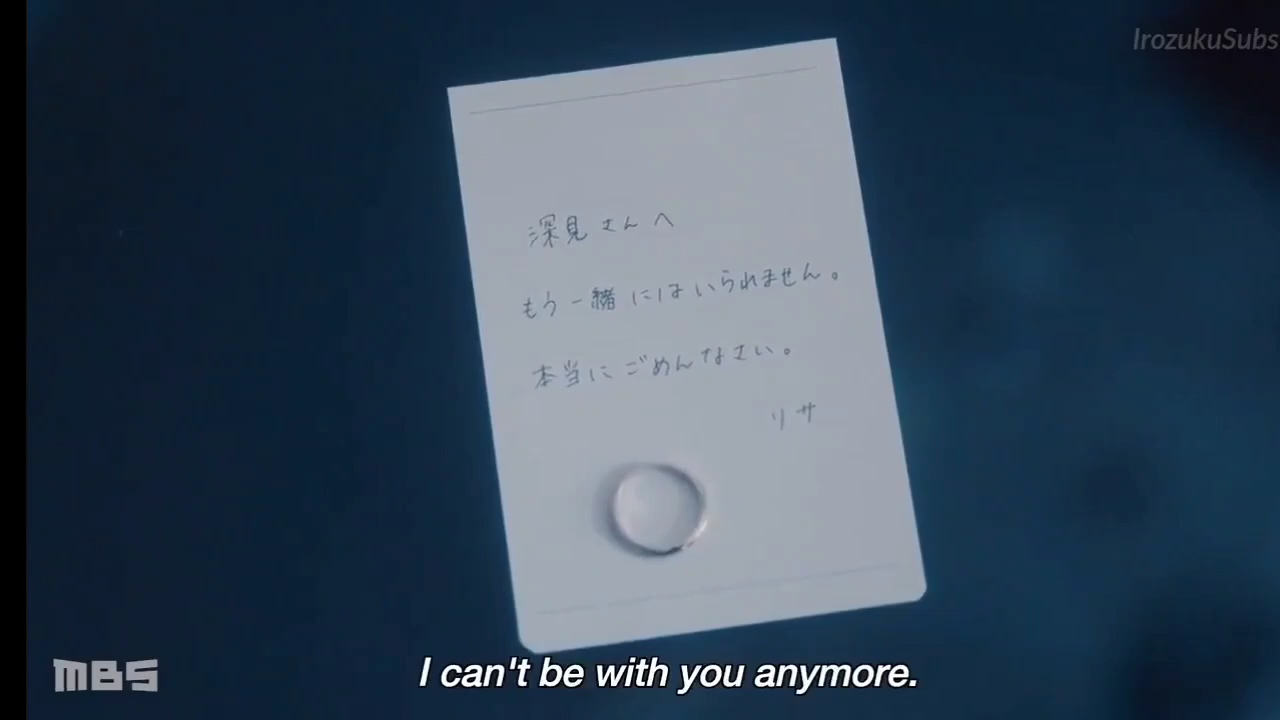 IrozukuSubs
深見さんへ
もう一緒にはいられません。
本当にごめんなさい。
リサ
MBS
I can't be with you anymore.